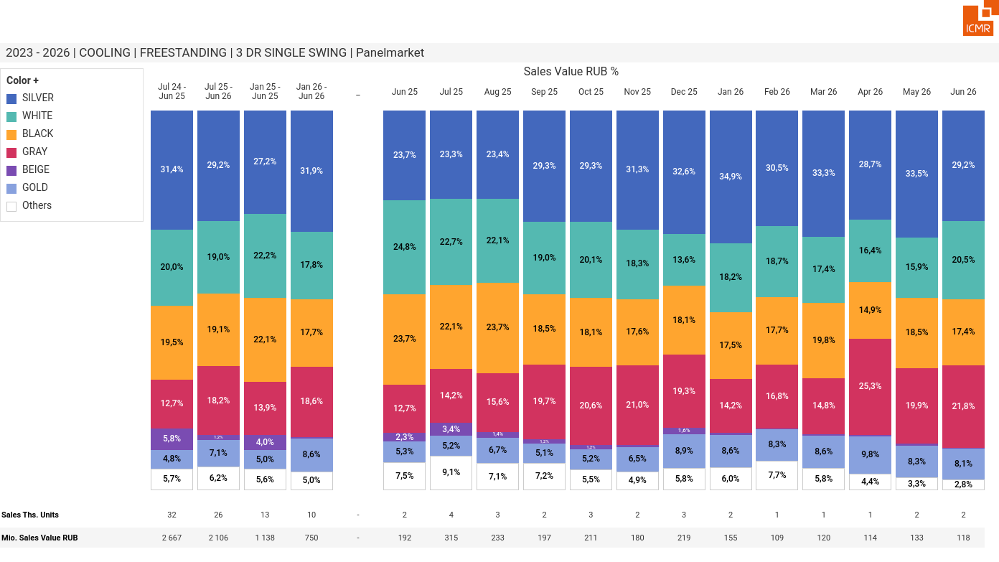 ICMR
2023 - 2026 | COOLING | FREESTANDING | 3 DR SINGLE SWING | Panelmarket
Color +
SILVER
WHITE
BLACK
GRAY
BEIGE
GOLD
Others
Sales Value RUB %
Jul 24 - Jun 25 Jul 25 - Jun 26 Jan 25 - Jun 25 Jan 26 - Jun 26 – Jun 25 Jul 25 Aug 25 Sep 25 Oct 25 Nov 25 Dec 25 Jan 26 Feb 26 Mar 26 Apr 26 May 26 Jun 26
31,4% 29,2% 27,2% 31,9% 23,7% 23,3% 23,4% 29,3% 29,3% 31,3% 32,6% 34,9% 30,5% 33,3% 28,7% 33,5% 29,2%
20,0% 19,0% 22,2% 17,8% 24,8% 22,7% 22,1% 19,0% 20,1% 18,3% 13,6% 18,2% 18,7% 17,4% 16,4% 15,9% 20,5%
19,5% 19,1% 22,1% 17,7% 23,7% 22,1% 23,7% 18,5% 18,1% 17,6% 18,1% 17,5% 17,7% 19,8% 14,9% 18,5% 17,4%
12,7% 18,2% 13,9% 18,6% 12,7% 14,2% 15,6% 19,7% 20,6% 21,0% 19,3% 14,2% 16,8% 14,8% 25,3% 19,9% 21,8%
5,8% 1,2% 4,0% 2,3% 3,4% 1,4% 1,2% 1,2% 1,6%
4,8% 7,1% 5,0% 8,6% 5,3% 5,2% 6,7% 5,1% 5,2% 6,5% 8,9% 8,6% 8,3% 8,6% 9,8% 8,3% 8,1%
5,7% 6,2% 5,6% 5,0% 7,5% 9,1% 7,1% 7,2% 5,5% 4,9% 5,8% 6,0% 7,7% 5,8% 4,4% 3,3% 2,8%
Sales Ths. Units 32 26 13 10 - 2 4 3 2 3 2 3 2 1 1 1 2 2
Mio. Sales Value RUB 2 667 2 106 1 138 750 - 192 315 233 197 211 180 219 155 109 120 114 133 118